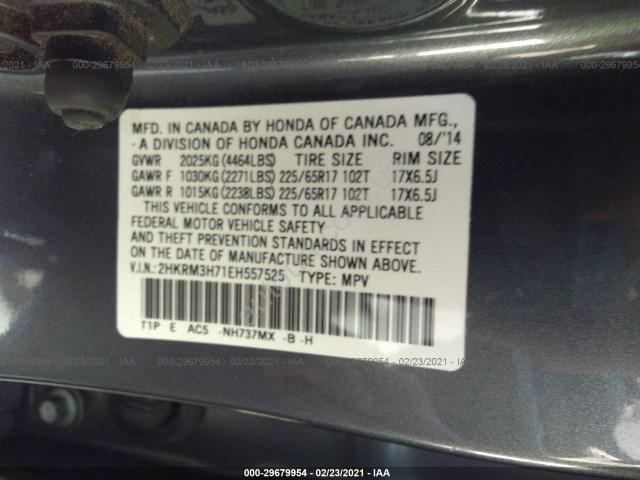 000-29679954 - 02/23/2021 - IAA
MFD. IN CANADA BY HONDA OF CANADA MFG.,
A DIVISION OF HONDA CANADA INC. 08/'14
GVWR 2025KG(4464LBS) TIRE SIZE RIM SIZE
GAWR F 1030KG(2271LBS) 225/65R17 102T 17X6.5J
GAWR R 1015KG(2238LBS) 225/65R17 102T 17X6.5J
THIS VEHICLE CONFORMS TO ALL APPLICABLE
FEDERAL MOTOR VEHICLE SAFETY
AND THEFT PREVENTION STANDARDS IN EFFECT
ON THE DATE OF MANUFACTURE SHOWN ABOVE.
V.I.N.: 2HKRM3H71EH557525 TYPE: MPV
T1P E AC5 -NH737MX -B -H
000-29679954 - 02/23/2021 - IAA
000-29679954 - 02/23/2021 - IAA